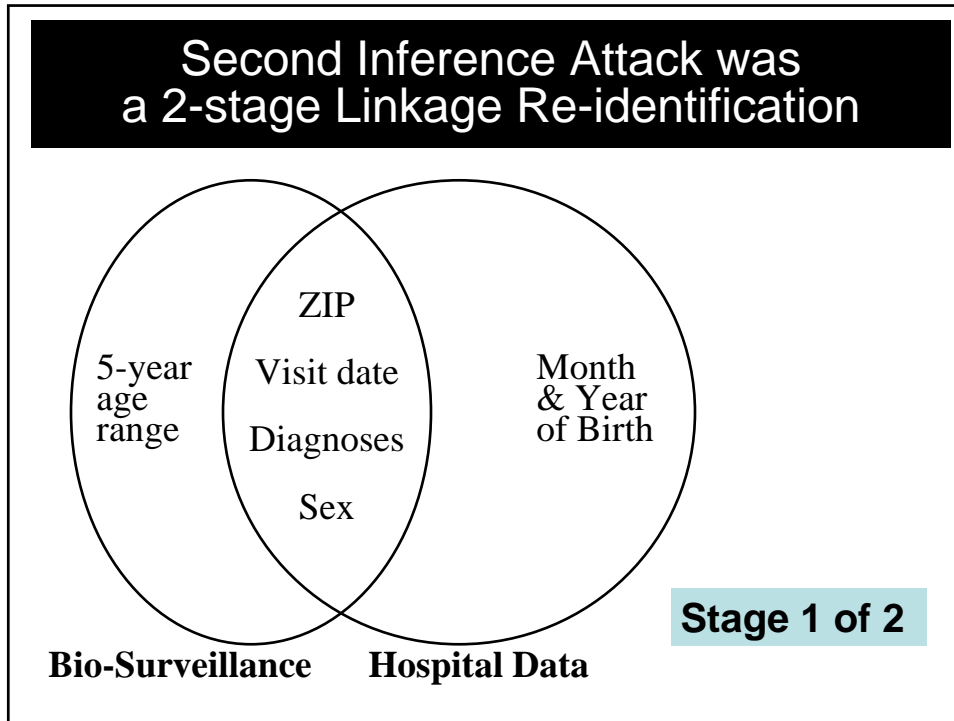 Second Inference Attack was
a 2-stage Linkage Re-identification
5-year
age
range
ZIP
Visit date
Diagnoses
Sex
Month
& Year
of Birth
Stage 1 of 2
Bio-Surveillance
Hospital Data